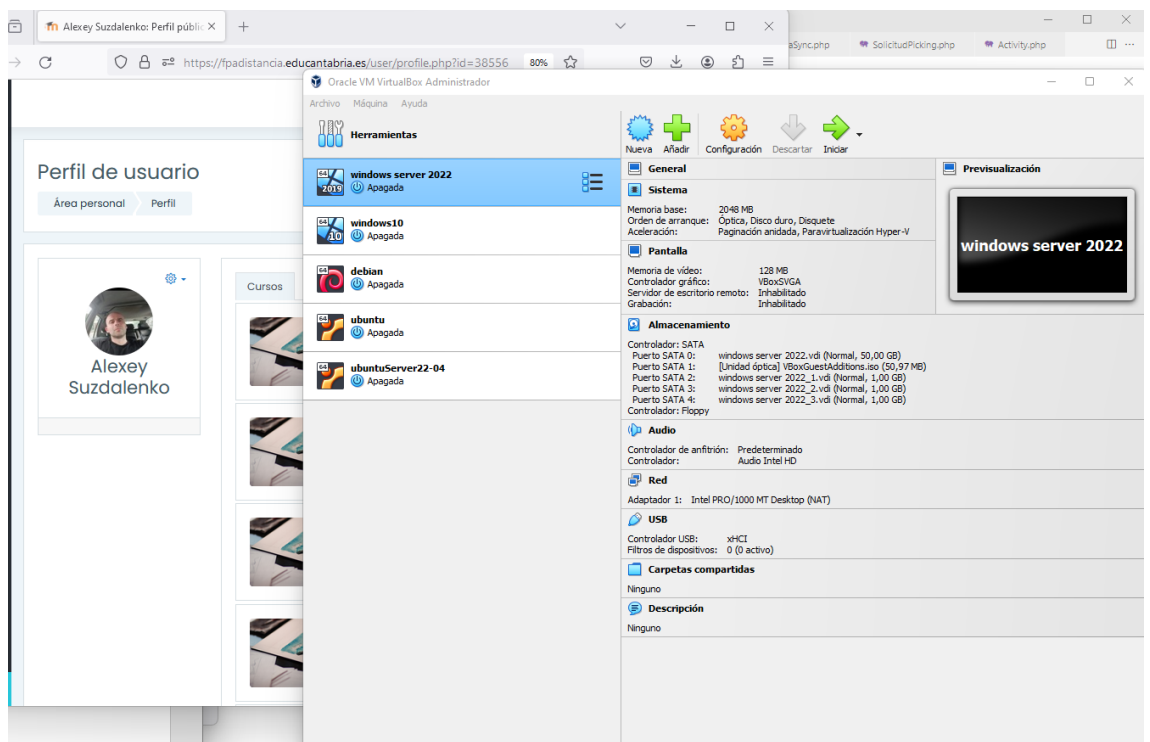 Alexey Suzdalenko: Perfil públic
aSync.php
SolicitudPicking.php
Activity.php
https://fpadistancia.educantabria.es/user/profile.php?id=38556
80%
Oracle VM VirtualBox Administrador
Archivo Máquina Ayuda
Perfil de usuario
Área personal Perfil
Alexey
Suzdalenko
Cursos
Herramientas
64
2019
windows server 2022
Apagada
64
10
windows10
Apagada
64
debian
Apagada
64
ubuntu
Apagada
64
ubuntuServer22-04
Apagada
Nueva Añadir Configuración Descartar Iniciar
General
Sistema
Memoria base: 2048 MB
Orden de arranque: Óptica, Disco duro, Disquete
Aceleración: Paginación anidada, Paravirtualización Hyper-V
Pantalla
Memoria de vídeo: 128 MB
Controlador gráfico: VBoxSVGA
Servidor de escritorio remoto: Inhabilitado
Grabación: Inhabilitado
Previsualización
windows server 2022
Almacenamiento
Controlador: SATA
Puerto SATA 0: windows server 2022.vdi (Normal, 50,00 GB)
Puerto SATA 1: [Unidad óptica] VBoxGuestAdditions.iso (50,97 MB)
Puerto SATA 2: windows server 2022_1.vdi (Normal, 1,00 GB)
Puerto SATA 3: windows server 2022_2.vdi (Normal, 1,00 GB)
Puerto SATA 4: windows server 2022_3.vdi (Normal, 1,00 GB)
Controlador: Floppy
Audio
Controlador de anfitrión: Predeterminado
Controlador: Audio Intel HD
Red
Adaptador 1: Intel PRO/1000 MT Desktop (NAT)
USB
Controlador USB: xHCI
Filtros de dispositivos: 0 (0 activo)
Carpetas compartidas
Ninguno
Descripción
Ninguno